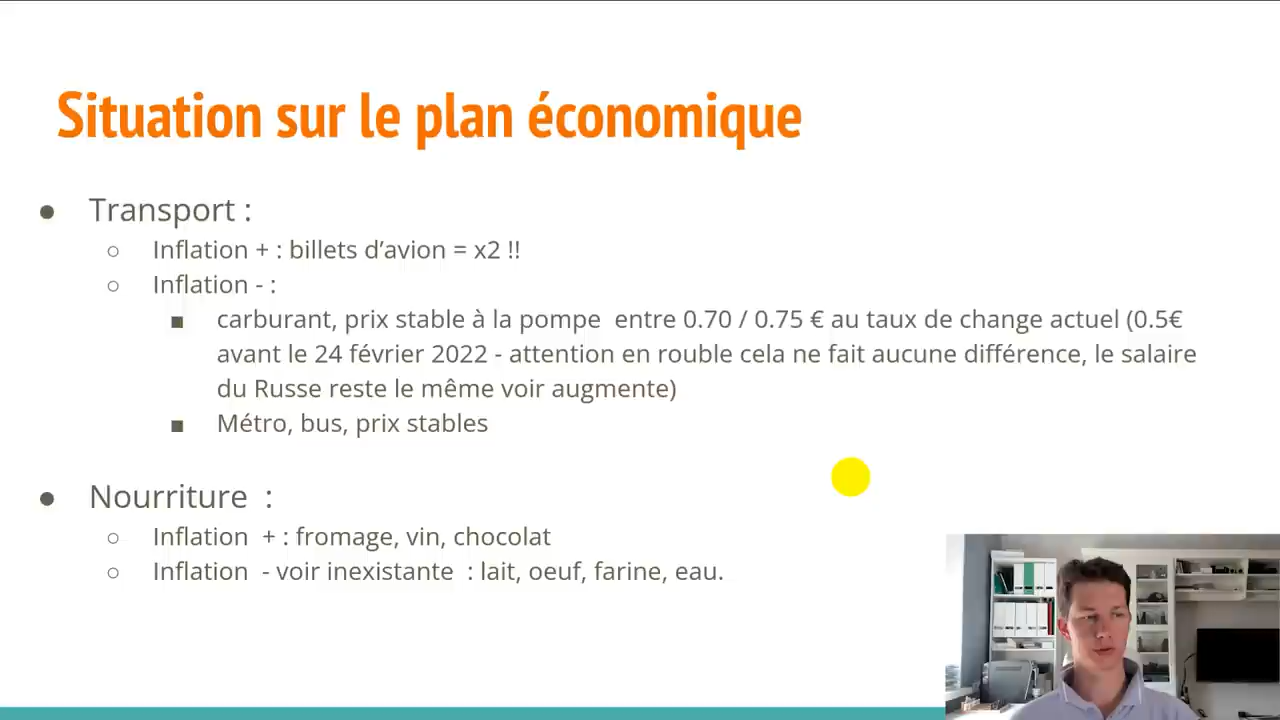 Situation sur le plan économique
● Transport :
○ Inflation + : billets d’avion = x2 !!
○ Inflation - :
■ carburant, prix stable à la pompe entre 0.70 / 0.75 € au taux de change actuel (0.5€
avant le 24 février 2022 - attention en rouble cela ne fait aucune différence, le salaire
du Russe reste le même voir augmente)
■ Métro, bus, prix stables
● Nourriture :
○ Inflation + : fromage, vin, chocolat
○ Inflation - voir inexistante : lait, oeuf, farine, eau.